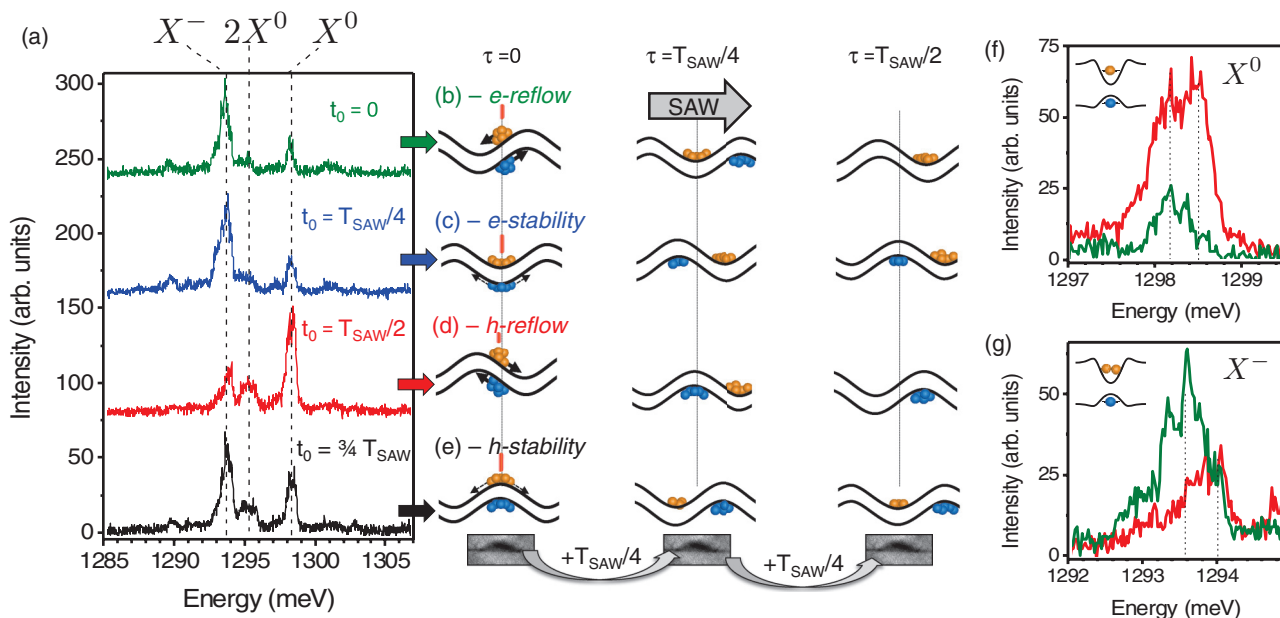 (a)
X⁻ 2X⁰ X⁰
Intensity (arb. units)
300
250
200
150
100
50
0
t₀ = 0
t₀ = T_SAW/4
t₀ = T_SAW/2
t₀ = ¾ T_SAW
1285 1290 1295 1300 1305
Energy (meV)
τ=0
τ=T_SAW/4
τ=T_SAW/2
SAW
(b) – e-reflow
(c) – e-stability
(d) – h-reflow
(e) – h-stability
+T_SAW/4
+T_SAW/4
(f)
X⁰
Intensity (arb. units)
75
50
25
0
1297 1298 1299
Energy (meV)
(g)
X⁻
Intensity (arb. units)
50
25
0
1292 1293 1294
Energy (meV)